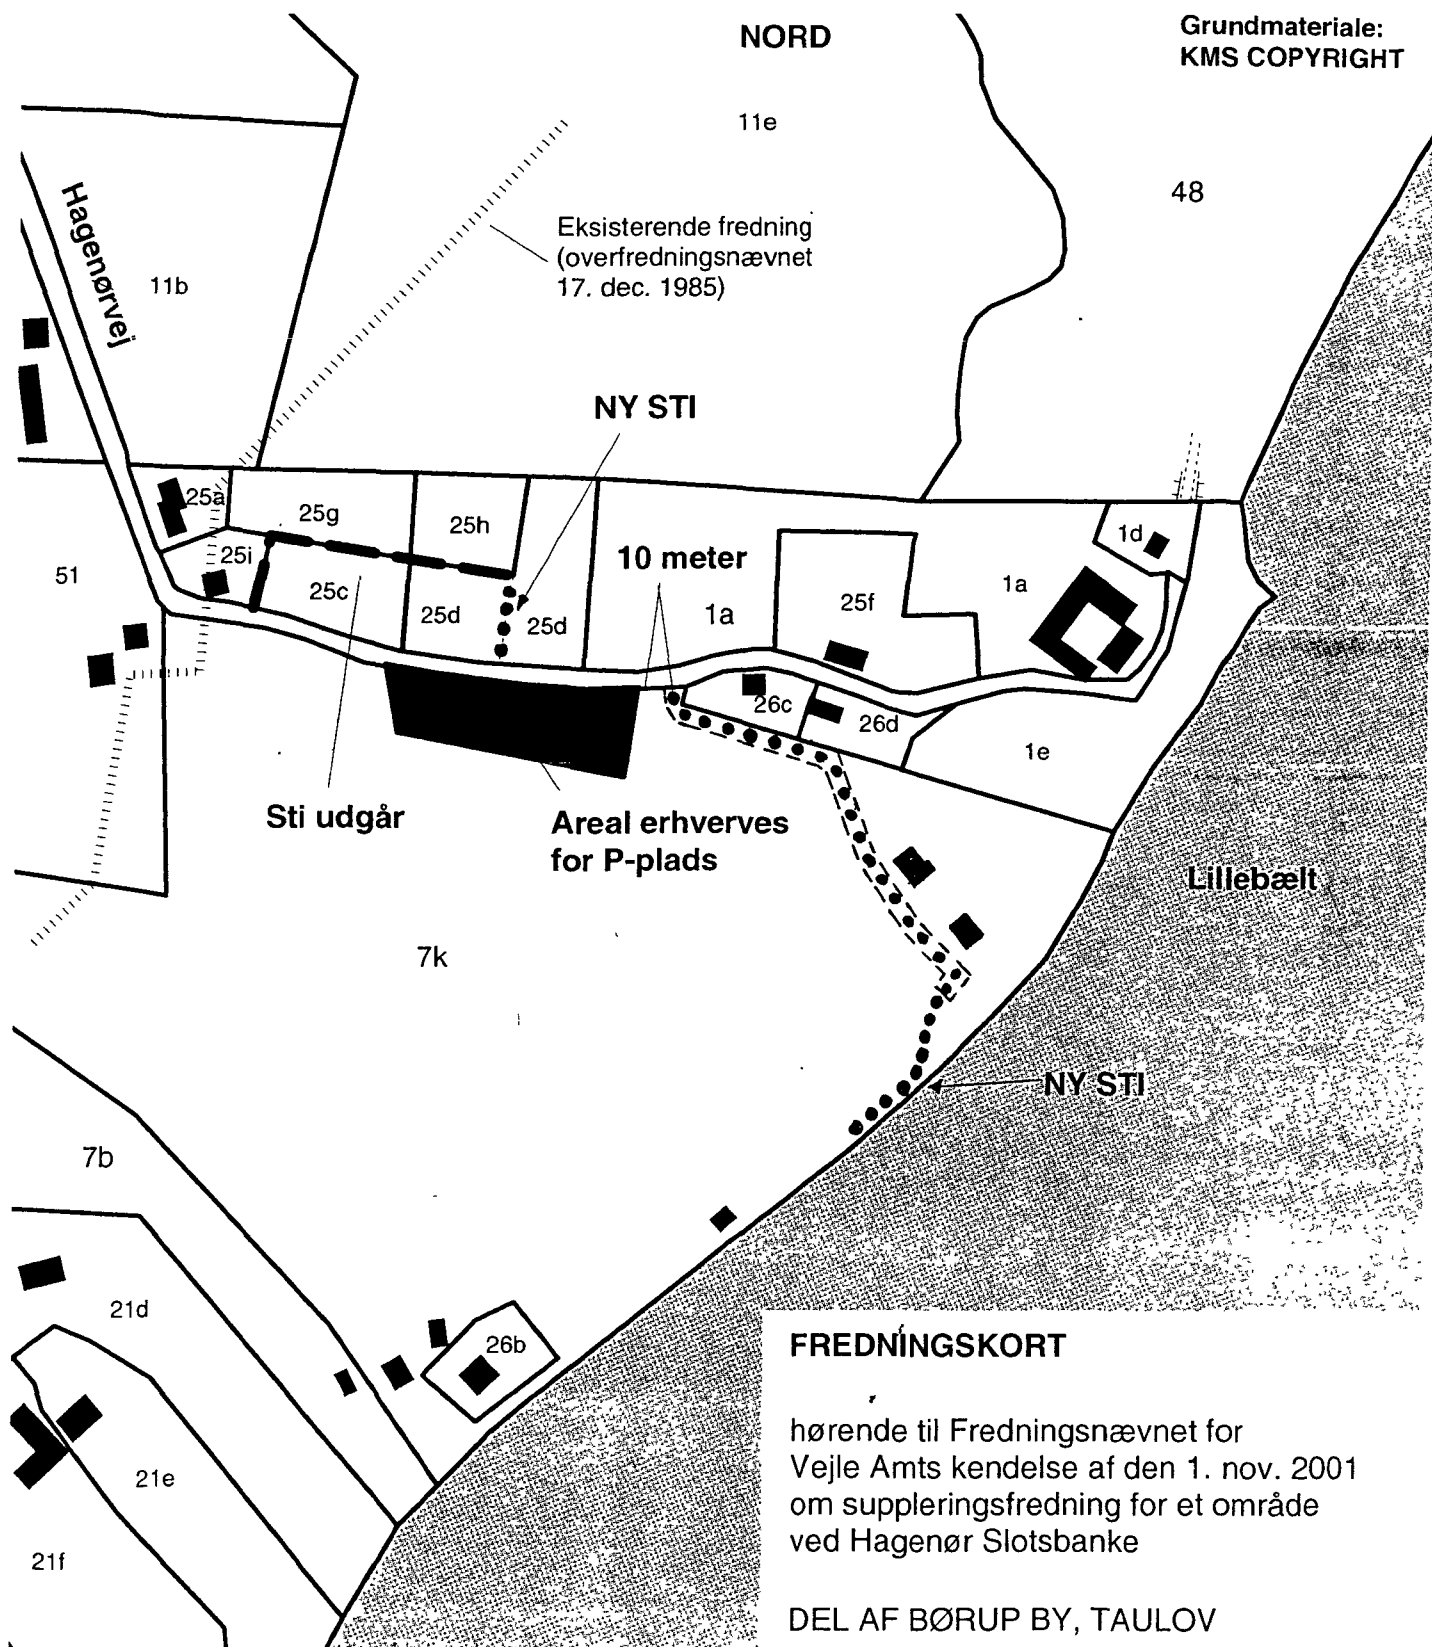 NORD
Grundmateriale:
KMS COPYRIGHT
11e
48
Hagenørvej
Eksisterende fredning
(overfredningsnævnet
17. dec. 1985)
11b
NY STI
25a
25g
25h
1d
51
25i
25c
10 meter
25d
25d
1a
25f
1a
26c
26d
1e
Sti udgår
Areal erhverves
for P-plads
Lillebælt
7k
NY STI
7b
21d
26b
21e
21f
FREDNINGSKORT
hørende til Fredningsnævnet for
Vejle Amts kendelse af den 1. nov. 2001
om suppleringsfredning for et område
ved Hagenør Slotsbanke
DEL AF BØRUP BY, TAULOV